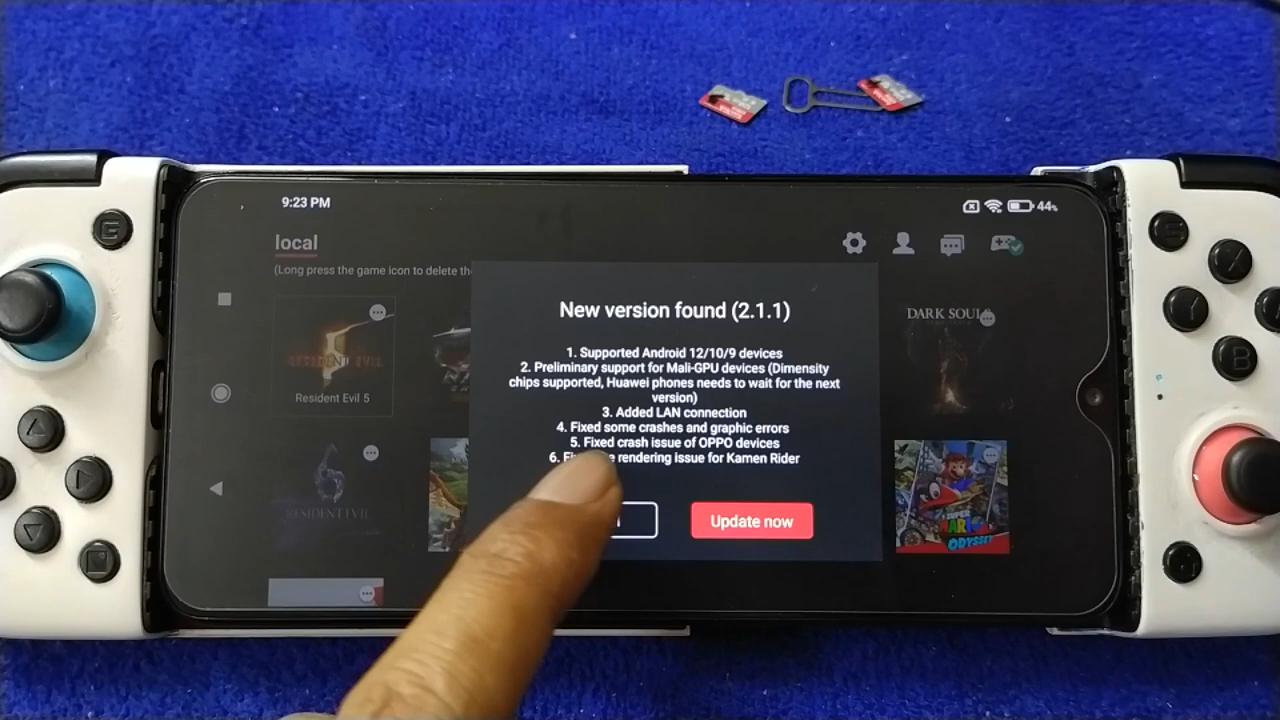 9:23 PM
44%
local
(Long press the game icon to delete
New version found (2.1.1)
1. Supported Android 12/10/9 devices
2. Preliminary support for Mali-GPU devices (Dimensity
chips supported, Huawei phones needs to wait for the next
version)
3. Added LAN connection
4. Fixed some crashes and graphic errors
5. Fixed crash issue of OPPO devices
6. rendering issue for Kamen Rider
Update now
Resident Evil 5
DARK SOULS
RESIDENT EVIL
SUPER
MARIO
ODYSSEY
Y
B